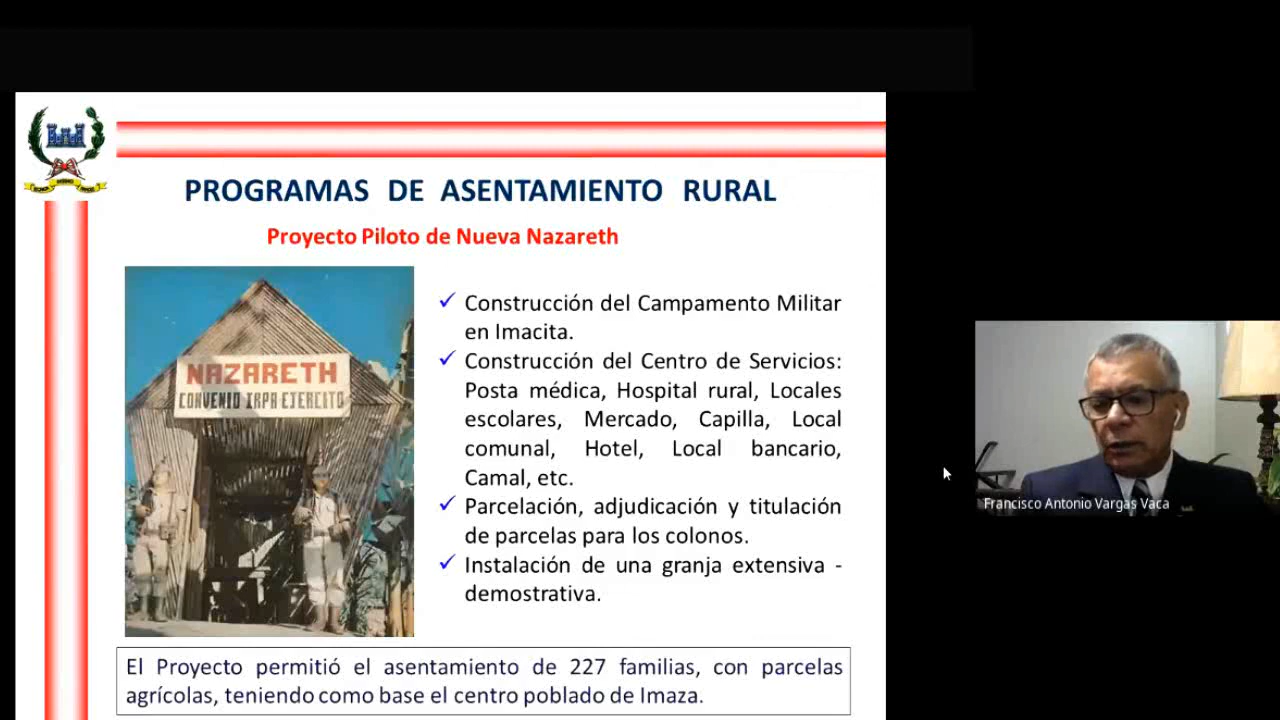 PROGRAMAS DE ASENTAMIENTO RURAL
Proyecto Piloto de Nueva Nazareth
NAZARETH
CONVENIO IRPA EJERCITO
✓ Construcción del Campamento Militar
en Imacita.
✓ Construcción del Centro de Servicios:
Posta médica, Hospital rural, Locales
escolares, Mercado, Capilla, Local
comunal, Hotel, Local bancario,
Camal, etc.
✓ Parcelación, adjudicación y titulación
de parcelas para los colonos.
✓ Instalación de una granja extensiva -
demostrativa.
El Proyecto permitió el asentamiento de 227 familias, con parcelas
agrícolas, teniendo como base el centro poblado de Imaza.
Francisco Antonio Vargas Vaca